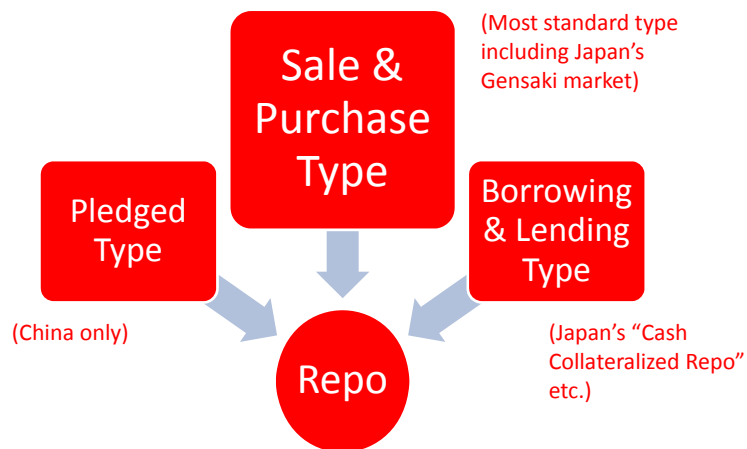 Sale &
Purchase
Type
(Most standard type
including Japan's
Gensaki market)
Pledged
Type
Borrowing
& Lending
Type
(China only)
(Japan's “Cash
Collateralized Repo”
etc.)
Repo